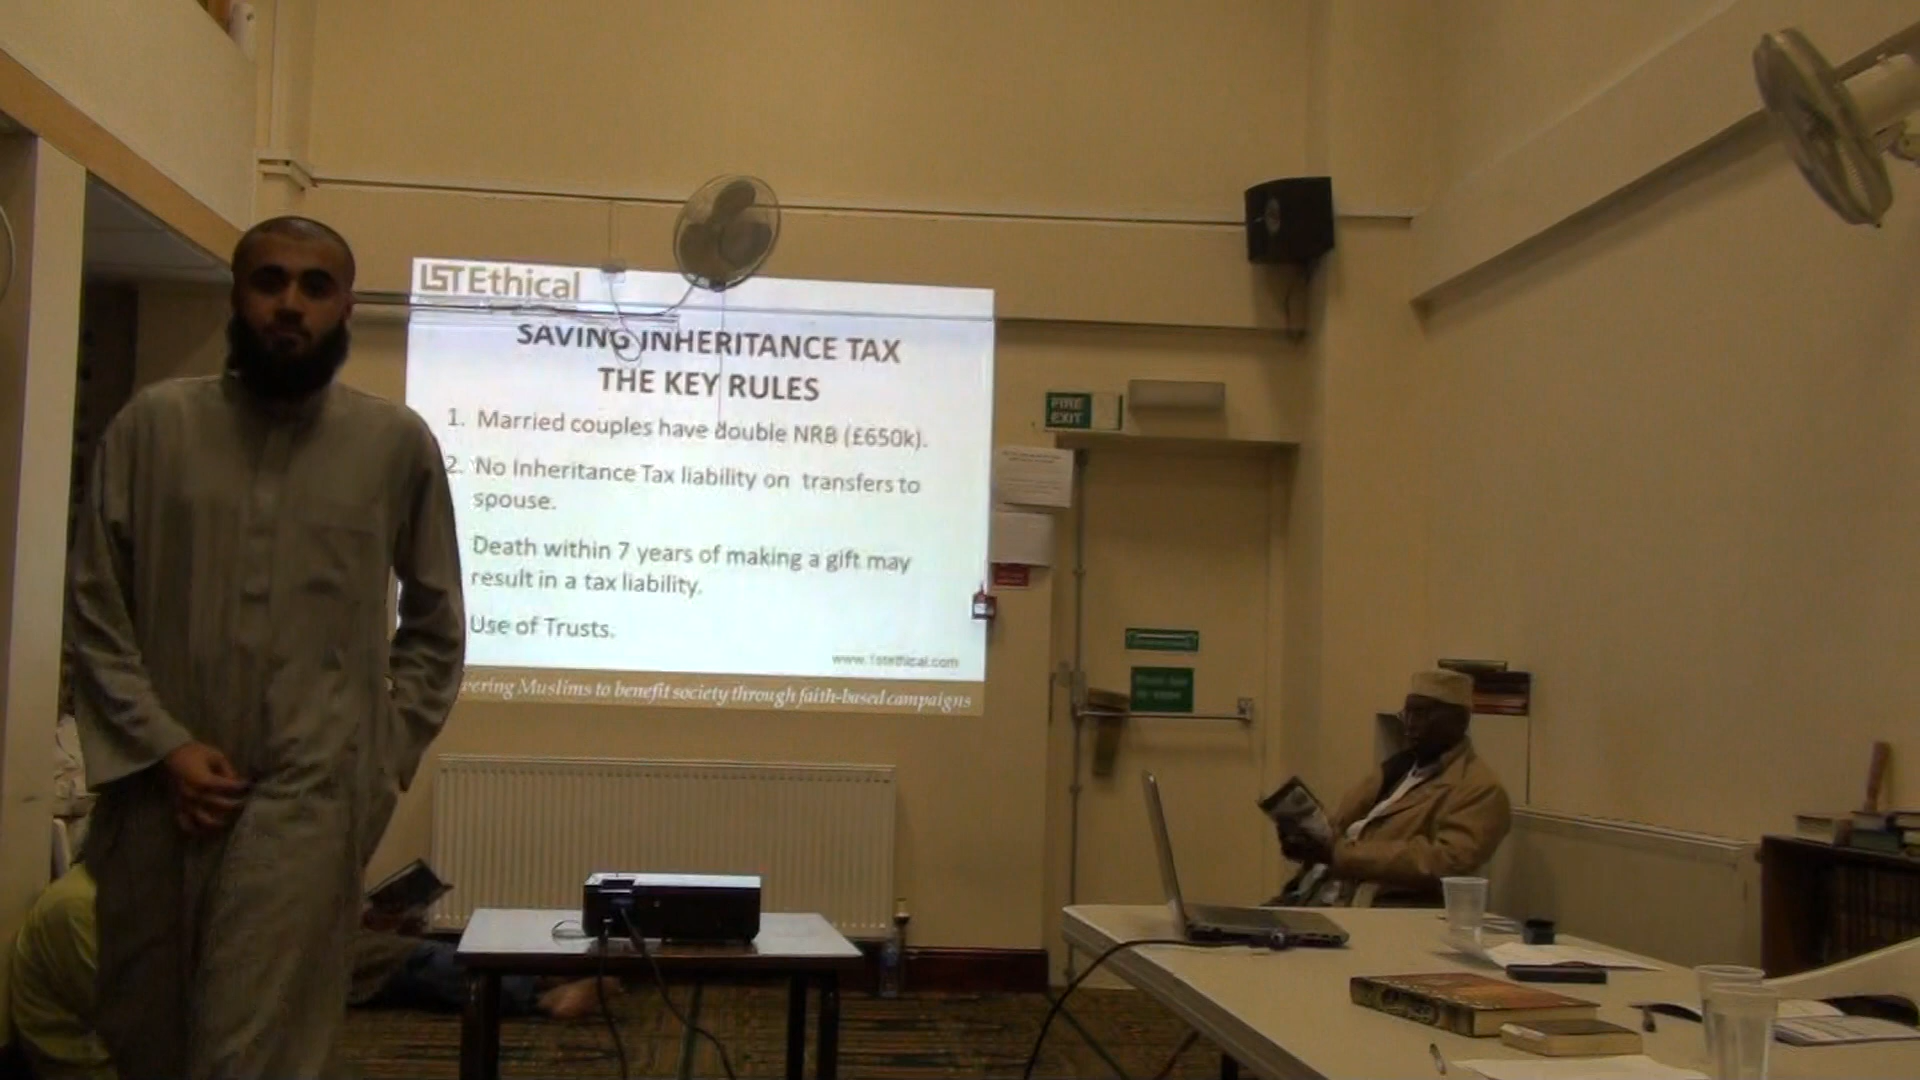 1STEthical
SAVING INHERITANCE TAX
THE KEY RULES
1. Married couples have double NRB (£650k).
2. No Inheritance Tax liability on transfers to
spouse.
Death within 7 years of making a gift may
result in a tax liability.
Use of Trusts.
www.1stethical.com
vering Muslims to benefit society through faith-based campaigns
FIRE
EXIT